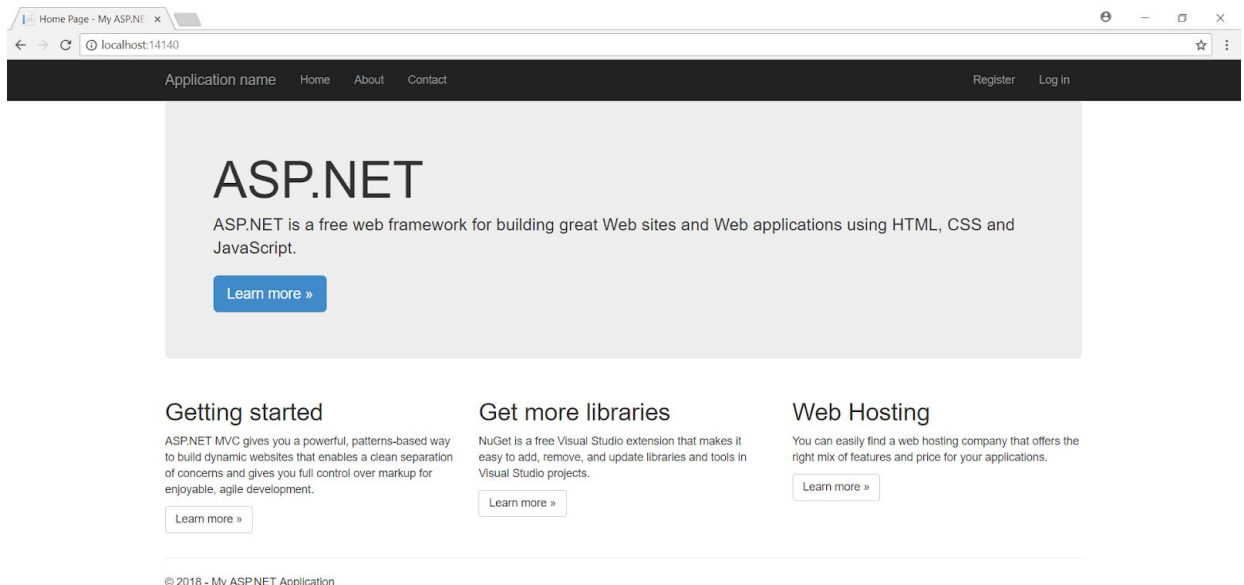 Home Page - My ASP.NE
localhost:14140
Application name Home About Contact Register Log in
ASP.NET
ASP.NET is a free web framework for building great Web sites and Web applications using HTML, CSS and
JavaScript.
Learn more »
Getting started
ASP.NET MVC gives you a powerful, patterns-based way
to build dynamic websites that enables a clean separation
of concerns and gives you full control over markup for
enjoyable, agile development.
Learn more »
Get more libraries
NuGet is a free Visual Studio extension that makes it
easy to add, remove, and update libraries and tools in
Visual Studio projects.
Learn more »
Web Hosting
You can easily find a web hosting company that offers the
right mix of features and price for your applications.
Learn more »
© 2018 - My ASP.NET Application